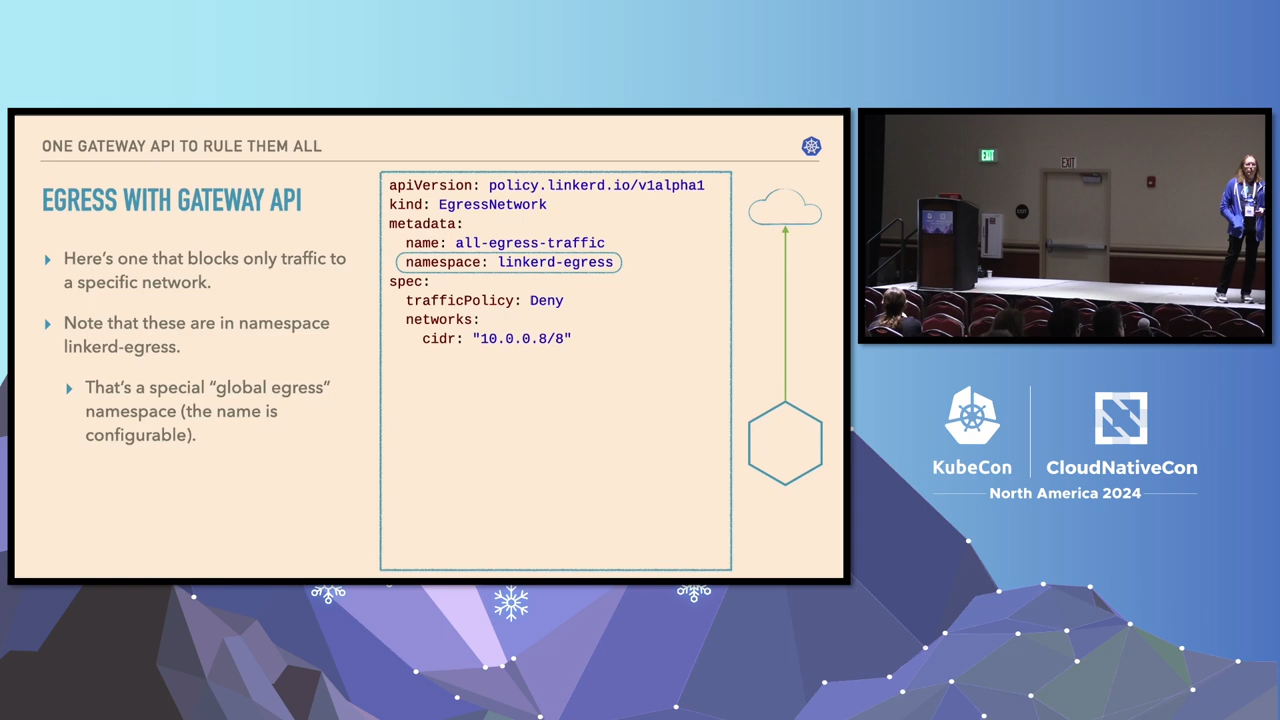 ONE GATEWAY API TO RULE THEM ALL
EGRESS WITH GATEWAY API
Here’s one that blocks only traffic to
a specific network.
Note that these are in namespace
linkerd-egress.
That’s a special “global egress”
namespace (the name is
configurable).
apiVersion: policy.linkerd.io/v1alpha1
kind: EgressNetwork
metadata:
name: all-egress-traffic
namespace: linkerd-egress
spec:
trafficPolicy: Deny
networks:
cidr: "10.0.0.8/8"
EXIT
EXIT
KubeCon
CloudNativeCon
North America 2024